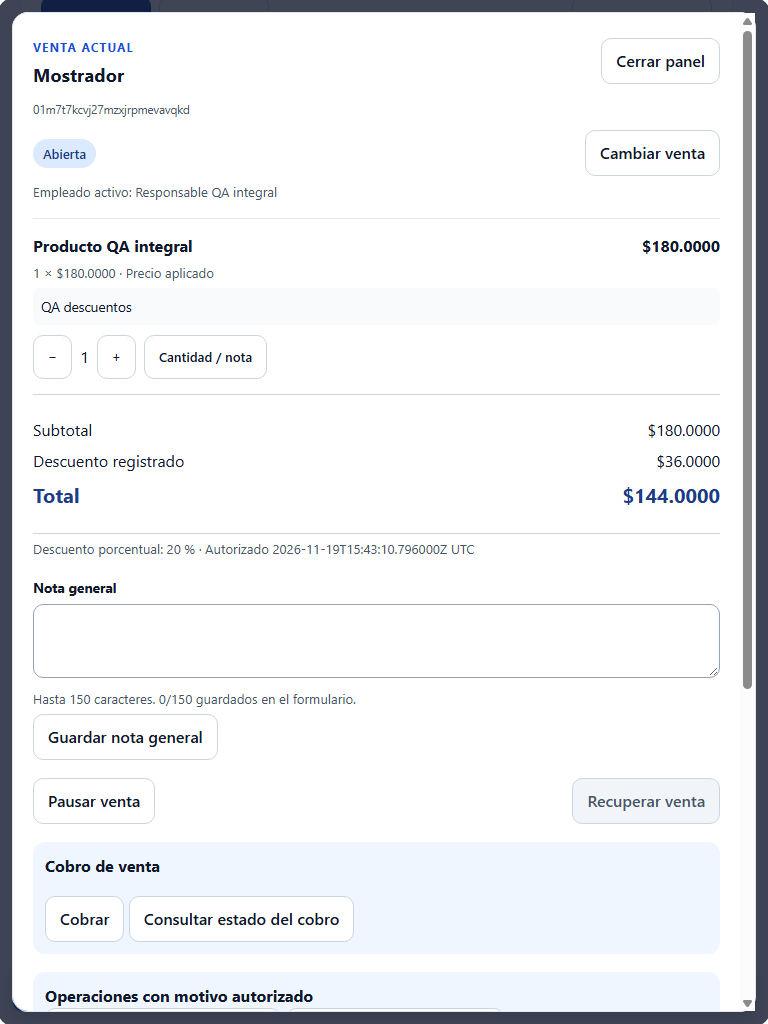 VENTA ACTUAL
Mostrador
Cerrar panel
01m7t7kcvj27mzxjrpmevavqkd
Abierta
Cambiar venta
Empleado activo: Responsable QA integral
Producto QA integral $180.0000
1 × $180.0000 · Precio aplicado
QA descuentos
− 1 + Cantidad / nota
Subtotal $180.0000
Descuento registrado $36.0000
Total $144.0000
Descuento porcentual: 20 % · Autorizado 2026-11-19T15:43:10.796000Z UTC
Nota general
Hasta 150 caracteres. 0/150 guardados en el formulario.
Guardar nota general
Pausar venta Recuperar venta
Cobro de venta
Cobrar Consultar estado del cobro
Operaciones con motivo autorizado